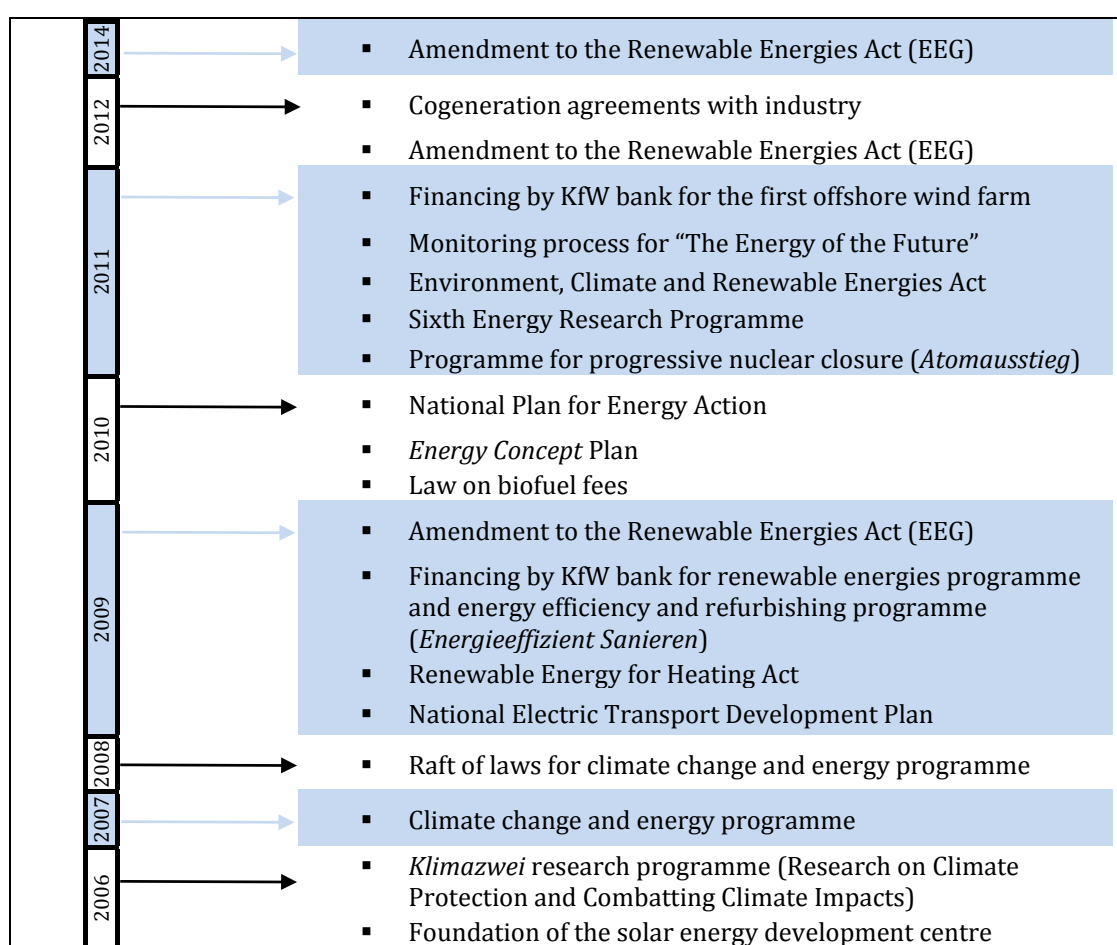 2014
▪ Amendment to the Renewable Energies Act (EEG)
2012
▪ Cogeneration agreements with industry
▪ Amendment to the Renewable Energies Act (EEG)
2011
▪ Financing by KfW bank for the first offshore wind farm
▪ Monitoring process for “The Energy of the Future”
▪ Environment, Climate and Renewable Energies Act
▪ Sixth Energy Research Programme
▪ Programme for progressive nuclear closure (Atomausstieg)
2010
▪ National Plan for Energy Action
▪ Energy Concept Plan
▪ Law on biofuel fees
2009
▪ Amendment to the Renewable Energies Act (EEG)
▪ Financing by KfW bank for renewable energies programme
and energy efficiency and refurbishing programme
(Energieeffizient Sanieren)
▪ Renewable Energy for Heating Act
▪ National Electric Transport Development Plan
2008
▪ Raft of laws for climate change and energy programme
2007
▪ Climate change and energy programme
2006
▪ Klimazwei research programme (Research on Climate
Protection and Combatting Climate Impacts)
▪ Foundation of the solar energy development centre